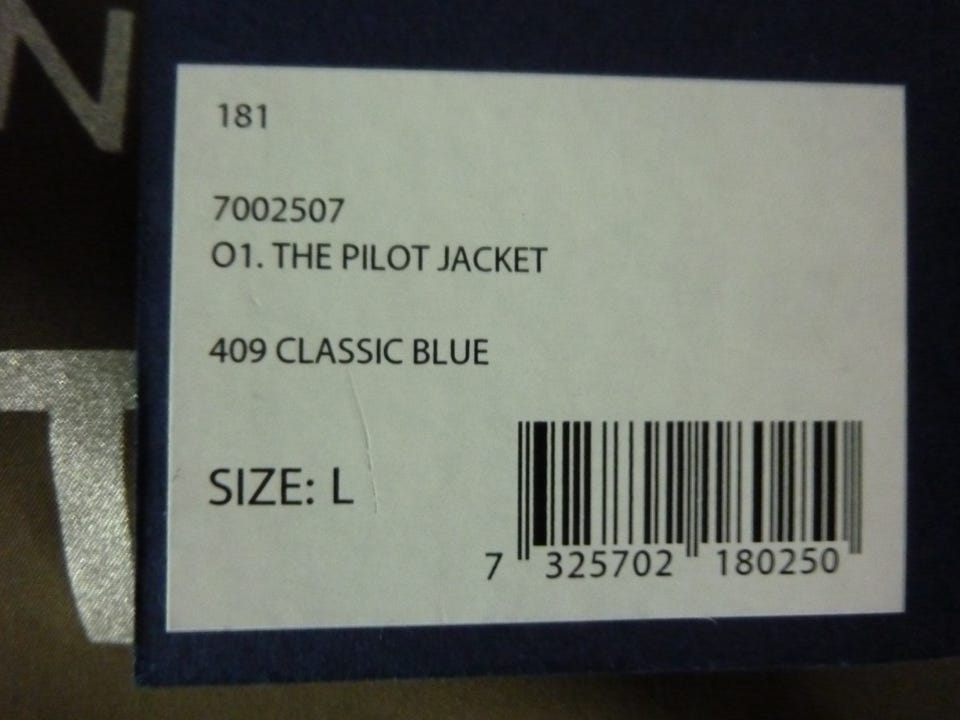 181
7002507
O1. THE PILOT JACKET
409 CLASSIC BLUE
SIZE: L
7 325702 180250